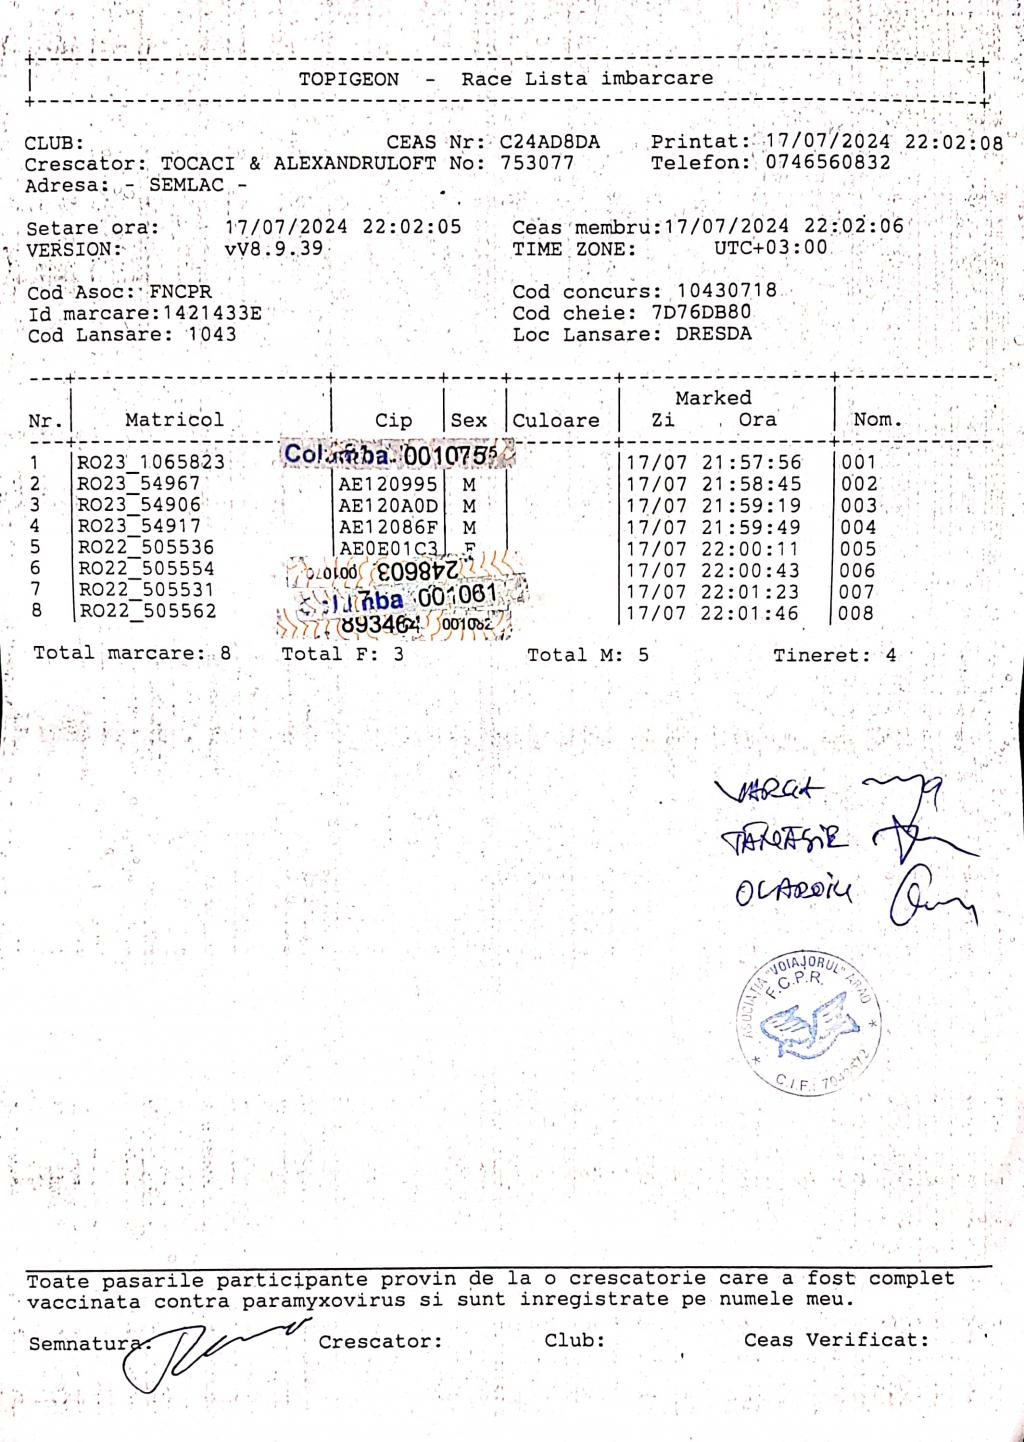 TOPIGEON - Race Lista imbarcare
CLUB: CEAS Nr: C24AD8DA Printat: 17/07/2024 22:02:08
Crescator: TOCACI & ALEXANDRULOFT No: 753077 Telefon: 0746560832
Adresa: - SEMLAC -
Setare ora: 17/07/2024 22:02:05 Ceas membru:17/07/2024 22:02:06
VERSION: vV8.9.39 TIME ZONE: UTC+03:00
Cod Asoc: FNCPR Cod concurs: 10430718
Id marcare:1421433E Cod cheie: 7D76DB80
Cod Lansare: 1043 Loc Lansare: DRESDA
Marked
Nr. Matricol Cip Sex Culoare Zi Ora Nom.
1 RO23_1065823 17/07 21:57:56 001
2 RO23_54967 AE120995 M 17/07 21:58:45 002
3 RO23_54906 AE120A0D M 17/07 21:59:19 003
4 RO23_54917 AE12086F M 17/07 21:59:49 004
5 RO22_505536 AE0E01C3 F 17/07 22:00:11 005
6 RO22_505554 248603 17/07 22:00:43 006
7 RO22_505531 001061 17/07 22:01:23 007
8 RO22_505562 17/07 22:01:46 008
Total marcare: 8 Total F: 3 Total M: 5 Tineret: 4
VARGA
TANASIE
ASOCIATIA "VOIAJORUL" ARAD
F.C.P.R.
C.I.F.:
Toate pasarile participante provin de la o crescatorie care a fost complet
vaccinata contra paramyxovirus si sunt inregistrate pe numele meu.
Semnatura: Crescator: Club: Ceas Verificat: